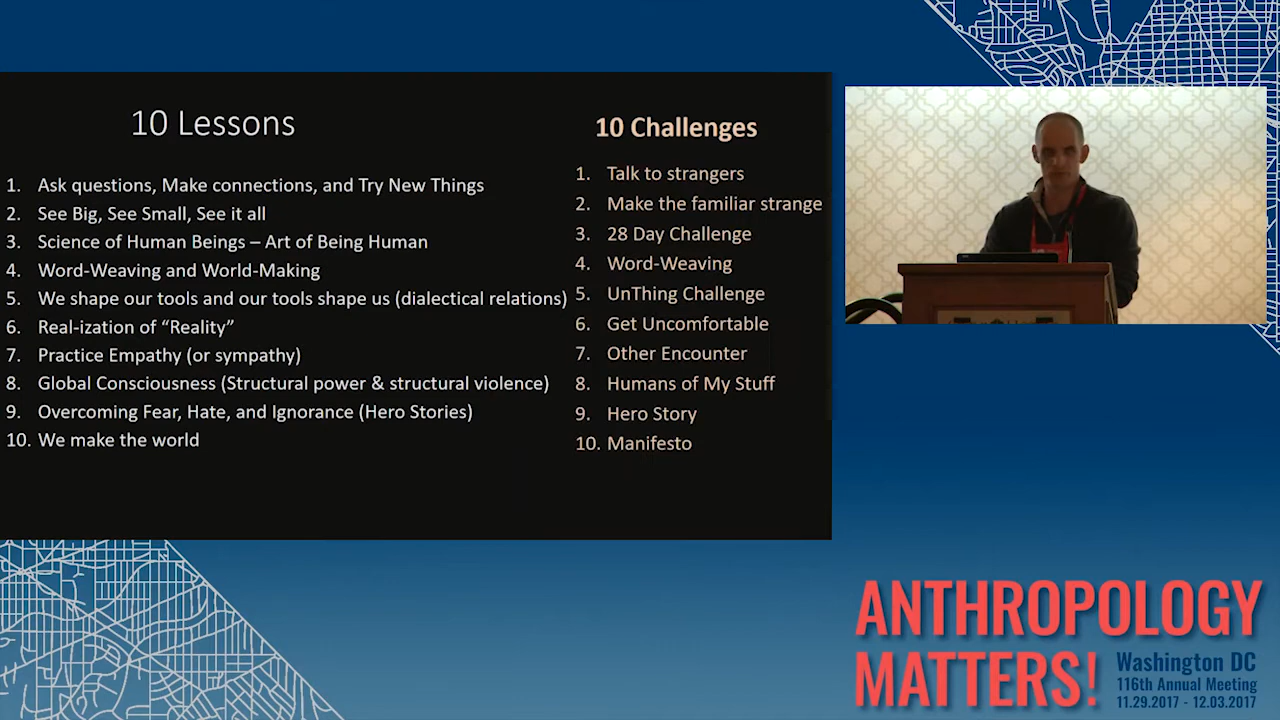 10 Lessons
1. Ask questions, Make connections, and Try New Things
2. See Big, See Small, See it all
3. Science of Human Beings – Art of Being Human
4. Word-Weaving and World-Making
5. We shape our tools and our tools shape us (dialectical relations)
6. Real-ization of “Reality”
7. Practice Empathy (or sympathy)
8. Global Consciousness (Structural power & structural violence)
9. Overcoming Fear, Hate, and Ignorance (Hero Stories)
10. We make the world
10 Challenges
1. Talk to strangers
2. Make the familiar strange
3. 28 Day Challenge
4. Word-Weaving
5. UnThing Challenge
6. Get Uncomfortable
7. Other Encounter
8. Humans of My Stuff
9. Hero Story
10. Manifesto
ANTHROPOLOGY
MATTERS!
Washington DC
116th Annual Meeting
11.29.2017 - 12.03.2017